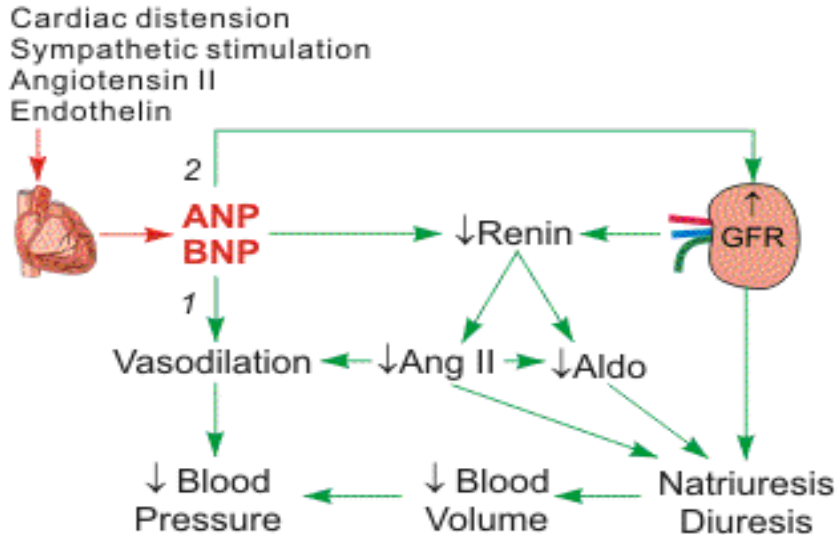 Cardiac distension
Sympathetic stimulation
Angiotensin II
Endothelin
2
ANP
BNP
↓Renin
↑
GFR
1
Vasodilation
↓Ang II
↓Aldo
↓ Blood
Pressure
↓ Blood
Volume
Natriuresis
Diuresis